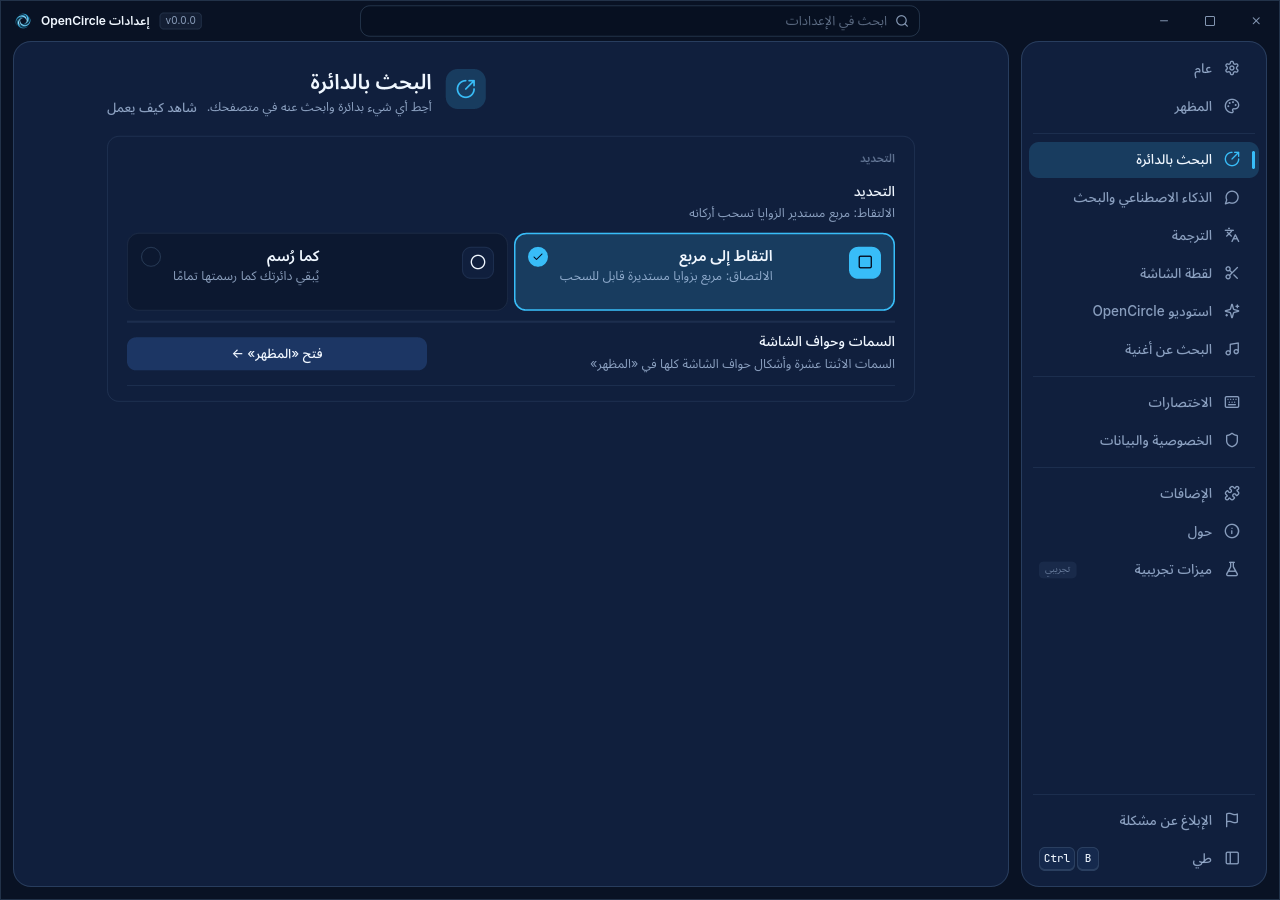 إعدادات OpenCircle
v0.0.0
ابحث في الإعدادات
عام
المظهر
البحث بالدائرة
الذكاء الاصطناعي والبحث
الترجمة
لقطة الشاشة
استوديو OpenCircle
البحث عن أغنية
الاختصارات
الخصوصية والبيانات
الإضافات
حول
ميزات تجريبية
تجريبي
الإبلاغ عن مشكلة
طي
Ctrl B
البحث بالدائرة
أحِط أي شيء بدائرة وابحث عنه في متصفحك. شاهد كيف يعمل
التحديد
التحديد
الالتقاط: مربع مستدير الزوايا تسحب أركانه
التقاط إلى مربع
الالتصاق: مربع بزوايا مستديرة قابل للسحب
كما رُسم
يُبقي دائرتك كما رسمتها تمامًا
السمات وحواف الشاشة
السمات الاثنتا عشرة وأشكال حواف الشاشة كلها في «المظهر»
فتح «المظهر» ←